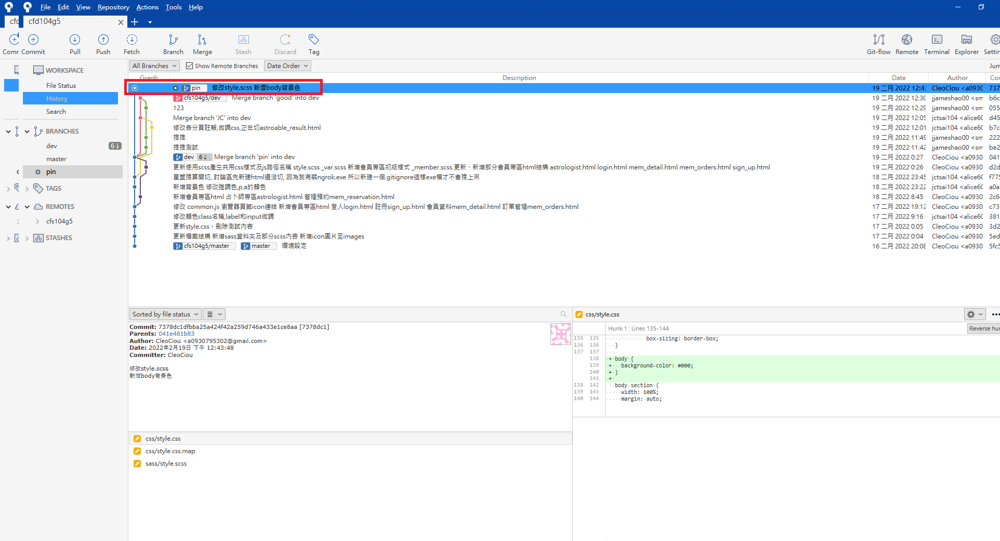 File Edit View Repository Actions Tools Help
cfd104g5
Commit Pull Push Fetch Branch Merge Stash Discard Tag Git-flow Remote Terminal Explorer
All Branches Show Remote Branches Date Order
Graph Description Date Author
WORKSPACE
File Status
History
Search
BRANCHES
dev 6↓
master
pin
TAGS
REMOTES
cfs104g5
STASHES
pin 修改style.scss 新增body背景色 19 二月 2022 12:43 CleoCiou <a0930 737
cfs104g5/dev Merge branch 'good' into dev 19 二月 2022 12:30 jjameshao00 <sm b6c
123 19 二月 2022 12:29 jjameshao00 <sm 055
Merge branch 'JC' into dev 19 二月 2022 12:05 jctsai104 <alice60 d45
修改各分頁註解,微調css,正在切astroable_result.html 19 二月 2022 12:01 jctsai104 <alice60 b7c
推推 19 二月 2022 11:49 jjameshao00 <sm 222
推推測試 19 二月 2022 11:42 jjameshao00 <sm be2
dev 6↓ Merge branch 'pin' into dev 19 二月 2022 0:27 CleoCiou <a0930 041
更新使用scss產生共用css樣式及js路徑名稱 style.scss _var.scss 新增會員專區初版樣式 _member.scss 更新、新增部分會員專區html結構 astrologist.html login.html mem_detail.html mem_orders.html sign_up.html 19 二月 2022 0:26 CleoCiou <a0930 d2d
星盤推算開切, 討論區先新建html還沒切, 因為我有裝ngrok.exe 所以新建一個.gitignore這樣exe檔才不會推上來 18 二月 2022 23:45 jctsai104 <alice60 f775
新增背景色 修改強調色,p,a的顏色 18 二月 2022 23:22 jctsai104 <alice60 a0a
新增會員專區html 占卜師專區astrologist.html 管理預約mem_reservation.html 18 二月 2022 8:45 CleoCiou <a0930 2c6
修改 common.js 瀏覽器頁籤icon連結 新增會員專區html 登入login.html 註冊sign_up.html 會員資料mem_detail.html 訂單管理mem_orders.html 17 二月 2022 19:12 CleoCiou <a0930 c73
修改顏色class名稱,label和input微調 17 二月 2022 9:16 jctsai104 <alice60 381
更新style.css，刪除測試內容 17 二月 2022 0:05 CleoCiou <a0930 3d2
更新檔案結構 新增sass資料夾及部分scss內容 新增icon圖片至images 17 二月 2022 0:04 CleoCiou <a0930 5ed
cfs104g5/master master 環境設定 16 二月 2022 20:08 CleoCiou <a0930 5fc5
Sorted by file status
Commit: 7378dc1dfbba25a424f42a259d746a433e1ce8aa [7378dc1]
Parents: 041e481b83
Author: CleoCiou <a0930795302@gmail.com>
Date: 2022年2月19日 下午 12:43:48
Committer: CleoCiou
修改style.scss
新增body背景色
css/style.css
css/style.css.map
sass/style.scss
css/style.css
Hunk 1 : Lines 135-144 Reverse hun
135 135 box-sizing: border-box;
136 136 }
137 137
138 + body {
139 + background-color: #000;
140 + }
141 +
138 142 body section {
139 143 width: 100%;
140 144 margin: auto;